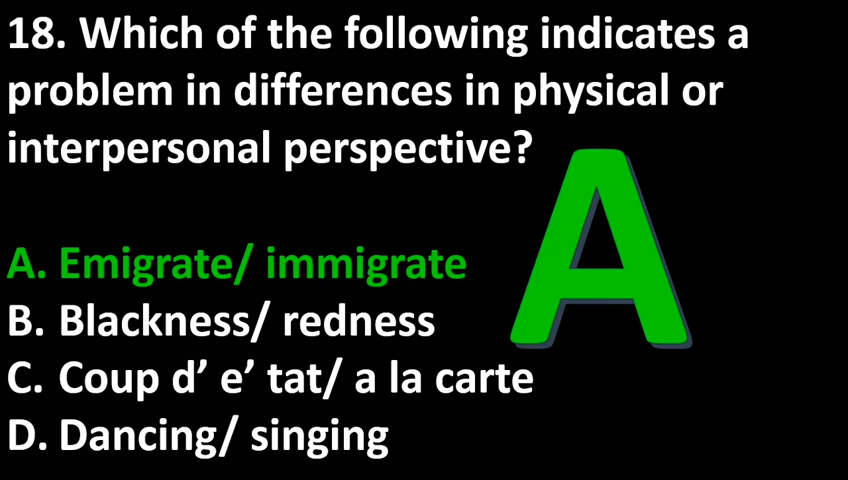 18. Which of the following indicates a
problem in differences in physical or
interpersonal perspective?
A. Emigrate/ immigrate
B. Blackness/ redness
C. Coup d’ e’ tat/ a la carte
D. Dancing/ singing
A